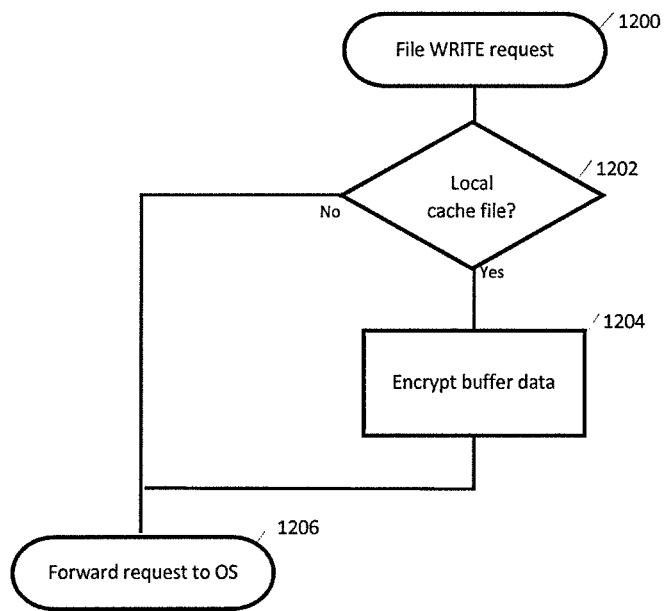 1200
File WRITE request
1202
Local
cache file?
No
Yes
1204
Encrypt buffer data
1206
Forward request to OS